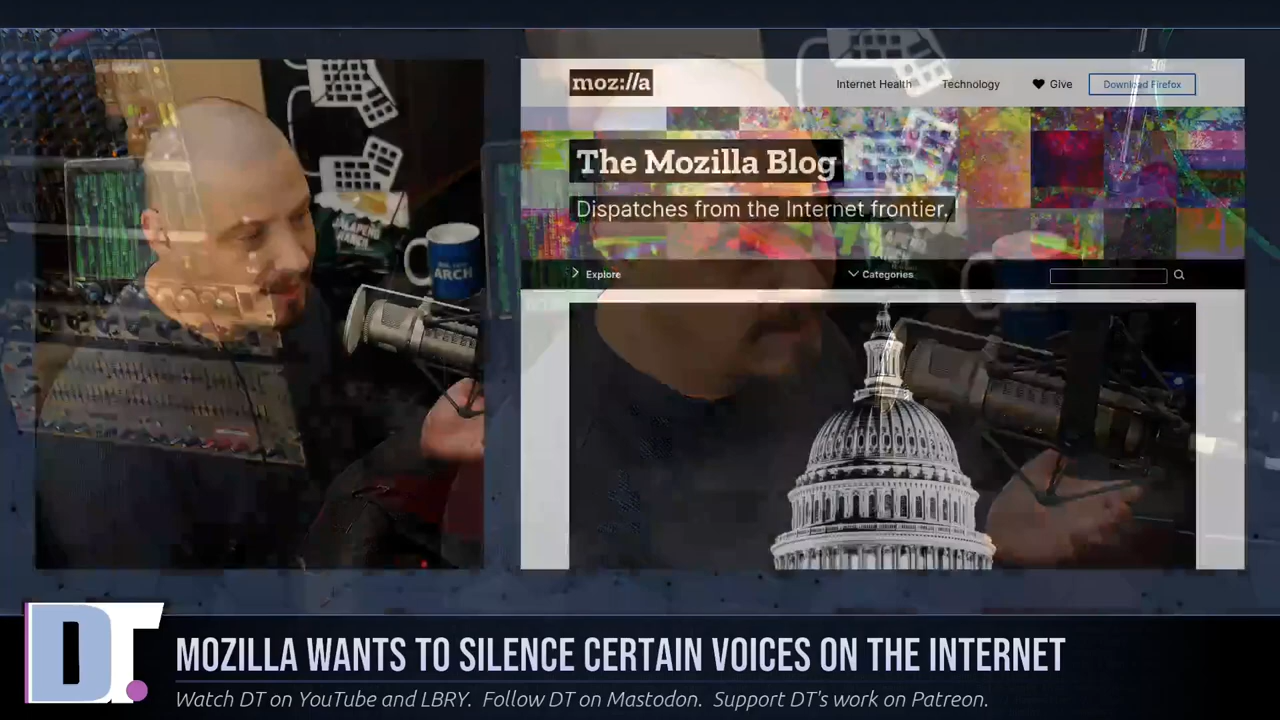 moz://a
Internet Health
Technology
Give
Download Firefox
The Mozilla Blog
Dispatches from the Internet frontier.
Explore
Categories
JALAPEÑO
RANCH
ARCH
DT.
MOZILLA WANTS TO SILENCE CERTAIN VOICES ON THE INTERNET
Watch DT on YouTube and LBRY. Follow DT on Mastodon. Support DT's work on Patreon.